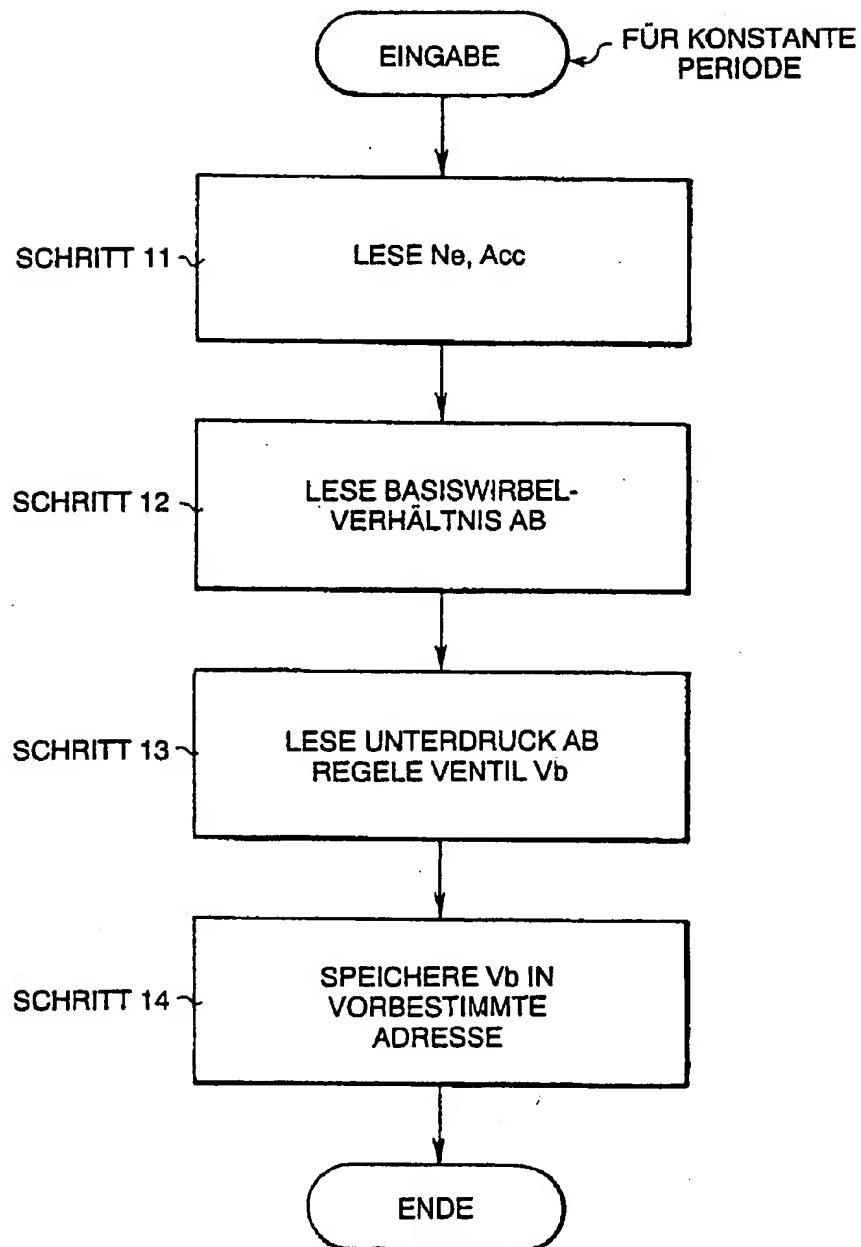 EINGABE
FÜR KONSTANTE
PERIODE
SCHRITT 11
LESE Ne, Acc
SCHRITT 12
LESE BASISWIRBEL-
VERHÄLTNIS AB
SCHRITT 13
LESE UNTERDRUCK AB
REGELE VENTIL Vb
SCHRITT 14
SPEICHERE Vb IN
VORBESTIMMTE
ADRESSE
ENDE